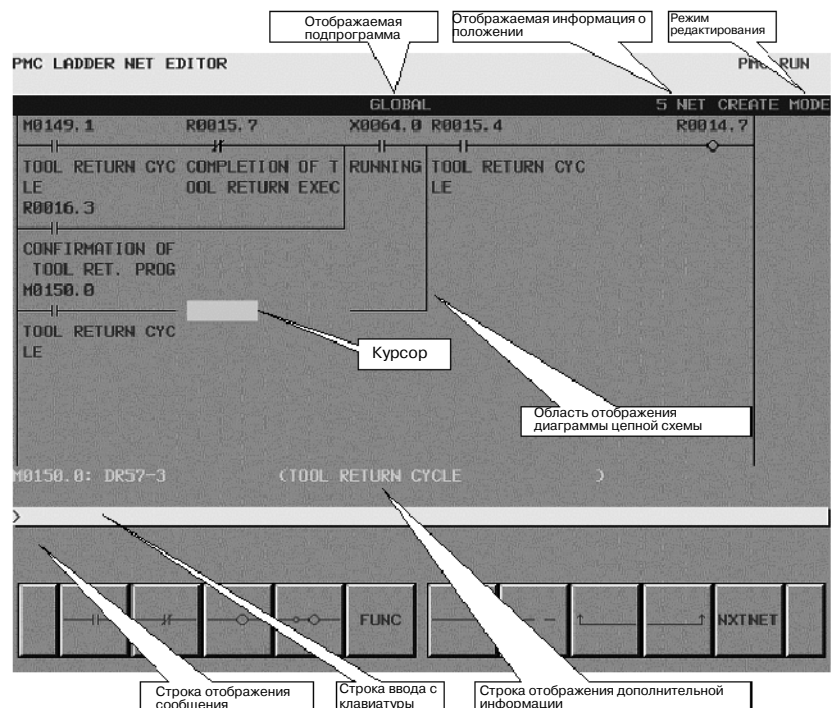 Отображаемая
подпрограмма
Отображаемая информация о
положении
Режим
редактирования
PMC LADDER NET EDITOR
PMC RUN
GLOBAL
5 NET CREATE MODE
M0149.1 R0015.7 X0064.0 R0015.4 R0014.7
TOOL RETURN CYC COMPLETION OF T RUNNING TOOL RETURN CYC
LE OOL RETURN EXEC LE
R0016.3
CONFIRMATION OF
TOOL RET. PROG
M0150.0
TOOL RETURN CYC
LE
Курсор
Область отображения
диаграммы цепной схемы
M0150.0: DR57-3 (TOOL RETURN CYCLE )
>
FUNC
NXTNET
Строка отображения
сообщения
Строка ввода с
клавиатуры
Строка отображения дополнительной
информации